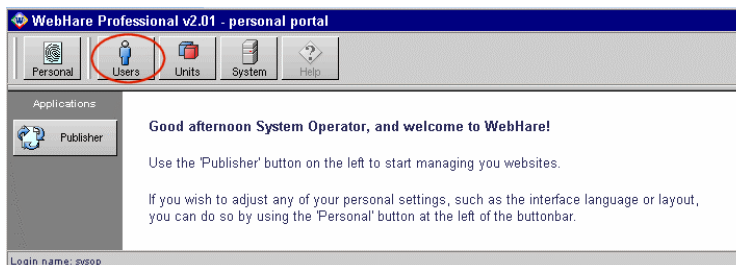 WebHare Professional v2.01 - personal portal
Personal Users Units System Help
Applications
Publisher
Good afternoon System Operator, and welcome to WebHare!
Use the 'Publisher' button on the left to start managing you websites.
If you wish to adjust any of your personal settings, such as the interface language or layout,
you can do so by using the 'Personal' button at the left of the buttonbar.
Login name: sysop